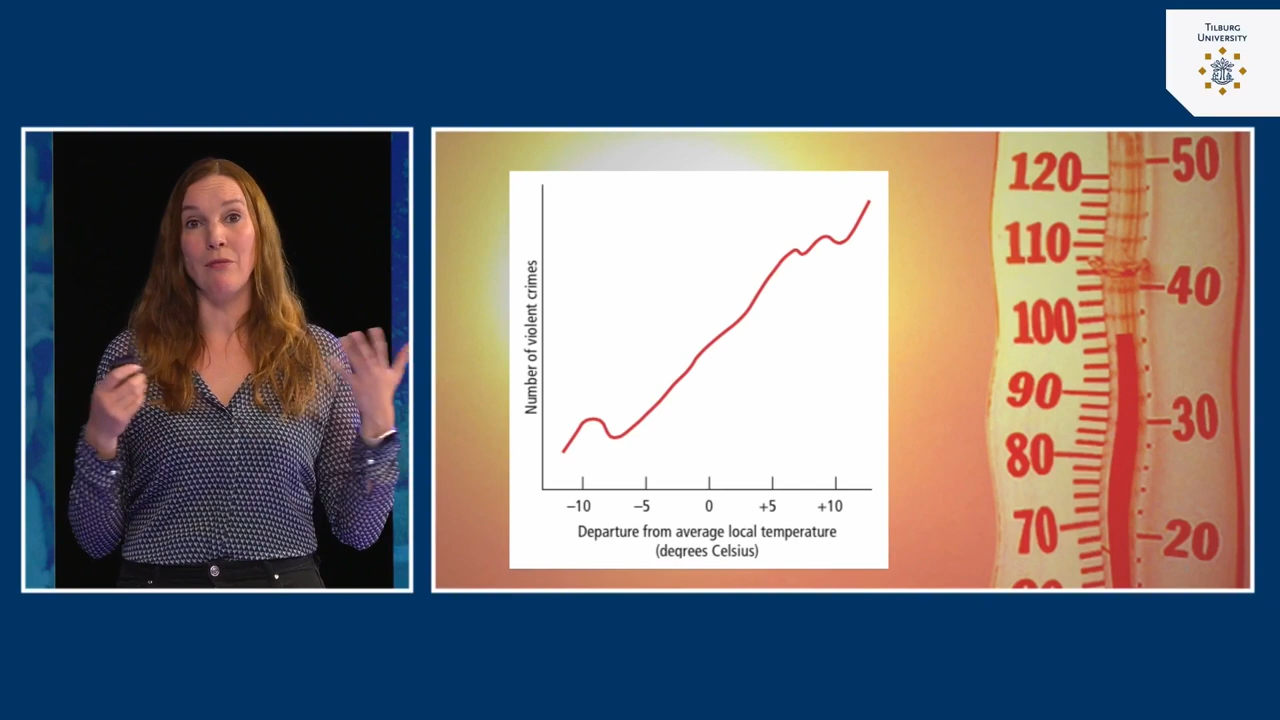 TILBURG
UNIVERSITY
Number of violent crimes
−10 −5 0 +5 +10
Departure from average local temperature
(degrees Celsius)
120
110
100
90
80
70
50
40
30
20